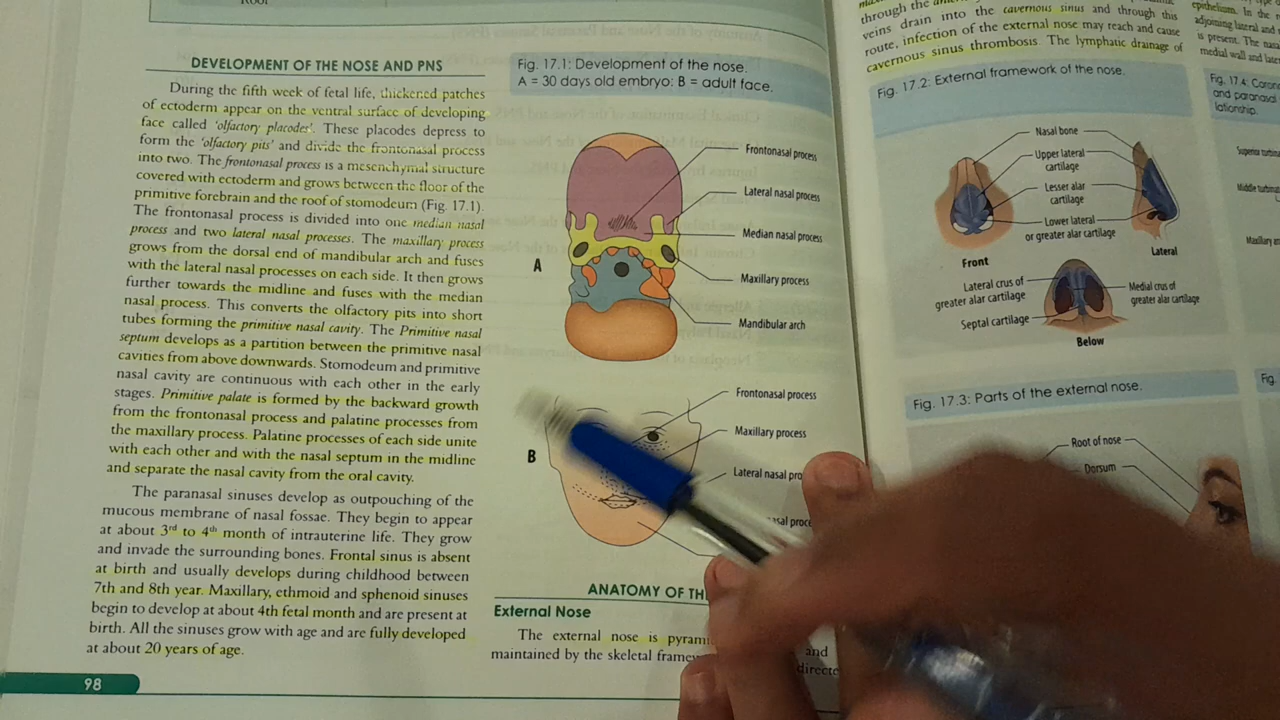 Roof
DEVELOPMENT OF THE NOSE AND PNS
During the fifth week of fetal life, thickened patches
of ectoderm appear on the ventral surface of developing
face called 'olfactory placodes'. These placodes depress to
form the 'olfactory pits' and divide the frontonasal process
into two. The frontonasal process is a mesenchymal structure
covered with ectoderm and grows between the floor of the
primitive forebrain and the roof of stomodeum (Fig. 17.1).
The frontonasal process is divided into one median nasal
process and two lateral nasal processes. The maxillary process
grows from the dorsal end of mandibular arch and fuses
with the lateral nasal processes on each side. It then grows
further towards the midline and fuses with the median
nasal process. This converts the olfactory pits into short
tubes forming the primitive nasal cavity. The Primitive nasal
septum develops as a partition between the primitive nasal
cavities from above downwards. Stomodeum and primitive
nasal cavity are continuous with each other in the early
stages. Primitive palate is formed by the backward growth
from the frontonasal process and palatine processes from
the maxillary process. Palatine processes of each side unite
with each other and with the nasal septum in the midline
and separate the nasal cavity from the oral cavity.
The paranasal sinuses develop as outpouching of the
mucous membrane of nasal fossae. They begin to appear
at about 3rd to 4th month of intrauterine life. They grow
and invade the surrounding bones. Frontal sinus is absent
at birth and usually develops during childhood between
7th and 8th year. Maxillary, ethmoid and sphenoid sinuses
begin to develop at about 4th fetal month and are present at
birth. All the sinuses grow with age and are fully developed
at about 20 years of age.
98
Fig. 17.1: Development of the nose.
A = 30 days old embryo; B = adult face.
Frontonasal process
Lateral nasal process
Median nasal process
Maxillary process
Mandibular arch
A
Frontonasal process
Maxillary process
Lateral nasal pro
asal proce
B
ANATOMY OF TH
External Nose
The external nose is pyram
maintained by the skeletal frame
and
directe
through the
cavernous sinus and through this
veins drain into the
route, infection of the external nose may reach and cause
cavernous sinus thrombosis. The lymphatic drainage of
Fig. 17.2: External framework of the nose.
Nasal bone
Upper lateral
cartilage
Lesser alar
cartilage
Lower lateral
or greater alar cartilage
Front
Lateral
Lateral crus of
greater alar cartilage
Septal cartilage
Medial crus of
greater alar cartilage
Below
Fig. 17.3: Parts of the external nose.
Root of nose
Dorsum
epithelium. In the
adjoining lateral and
is present. The nasa
medial wall and late
Fig. 17.4: Coron
and paranasal
lationship.
Superior turbin
Middle turbina
Maxillary an
Fig.